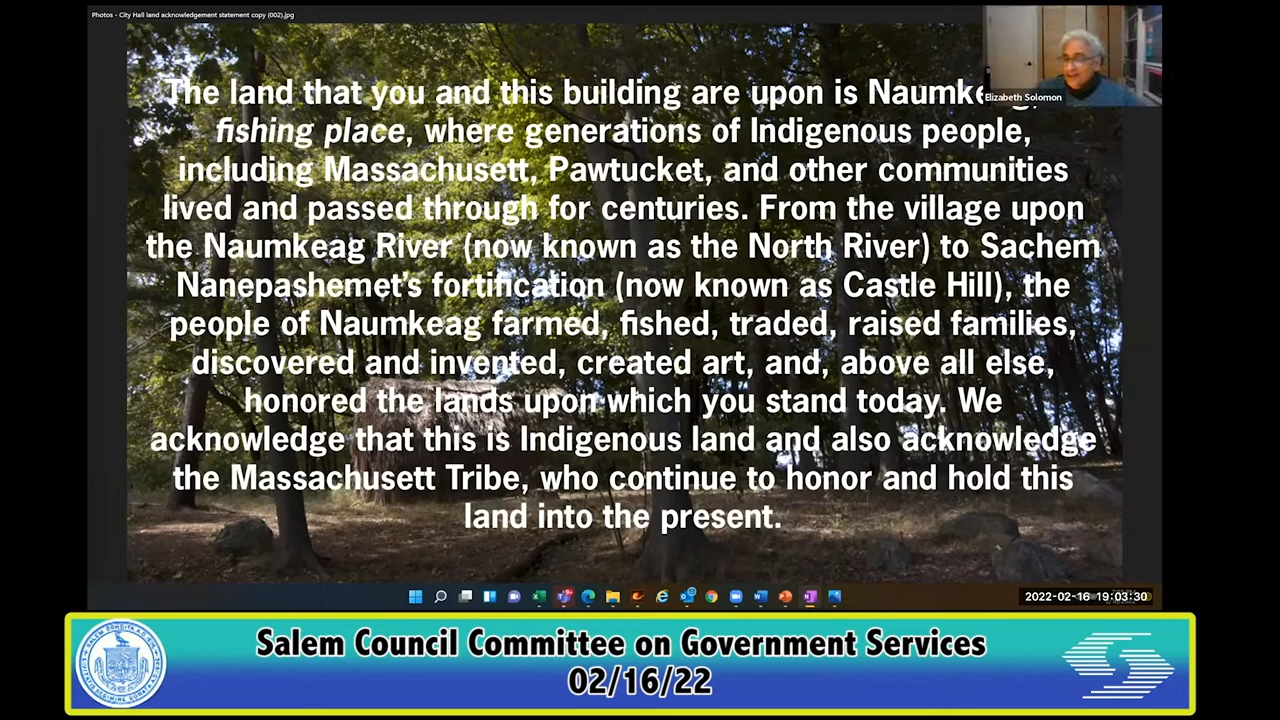 Photos - City Hall land acknowledgement statement copy (002).jpg
The land that you and this building are upon is
Elizabeth Solomon
fishing place, where generations of Indigenous people,
including Massachusett, Pawtucket, and other communities
lived and passed through for centuries. From the village upon
the Naumkeag River (now known as the North River) to Sachem
Nanepashemet’s fortification (now known as Castle Hill), the
people of Naumkeag farmed, fished, traded, raised families,
discovered and invented, created art, and, above all else,
honored the lands upon which you stand today. We
acknowledge that this is Indigenous land and also acknowledge
the Massachusett Tribe, who continue to honor and hold this
land into the present.
2022-02-16 19:03:30
Salem Council Committee on Government Services
02/16/22